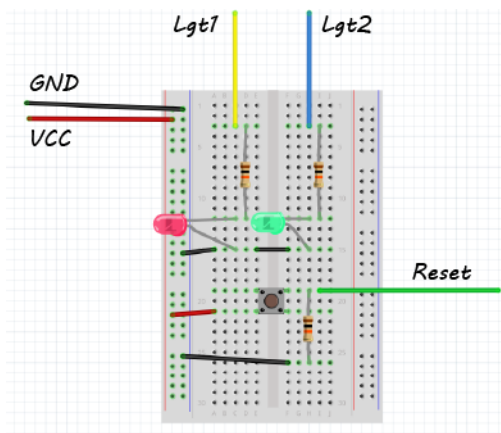 Lgt1
Lgt2
GND
VCC
Reset